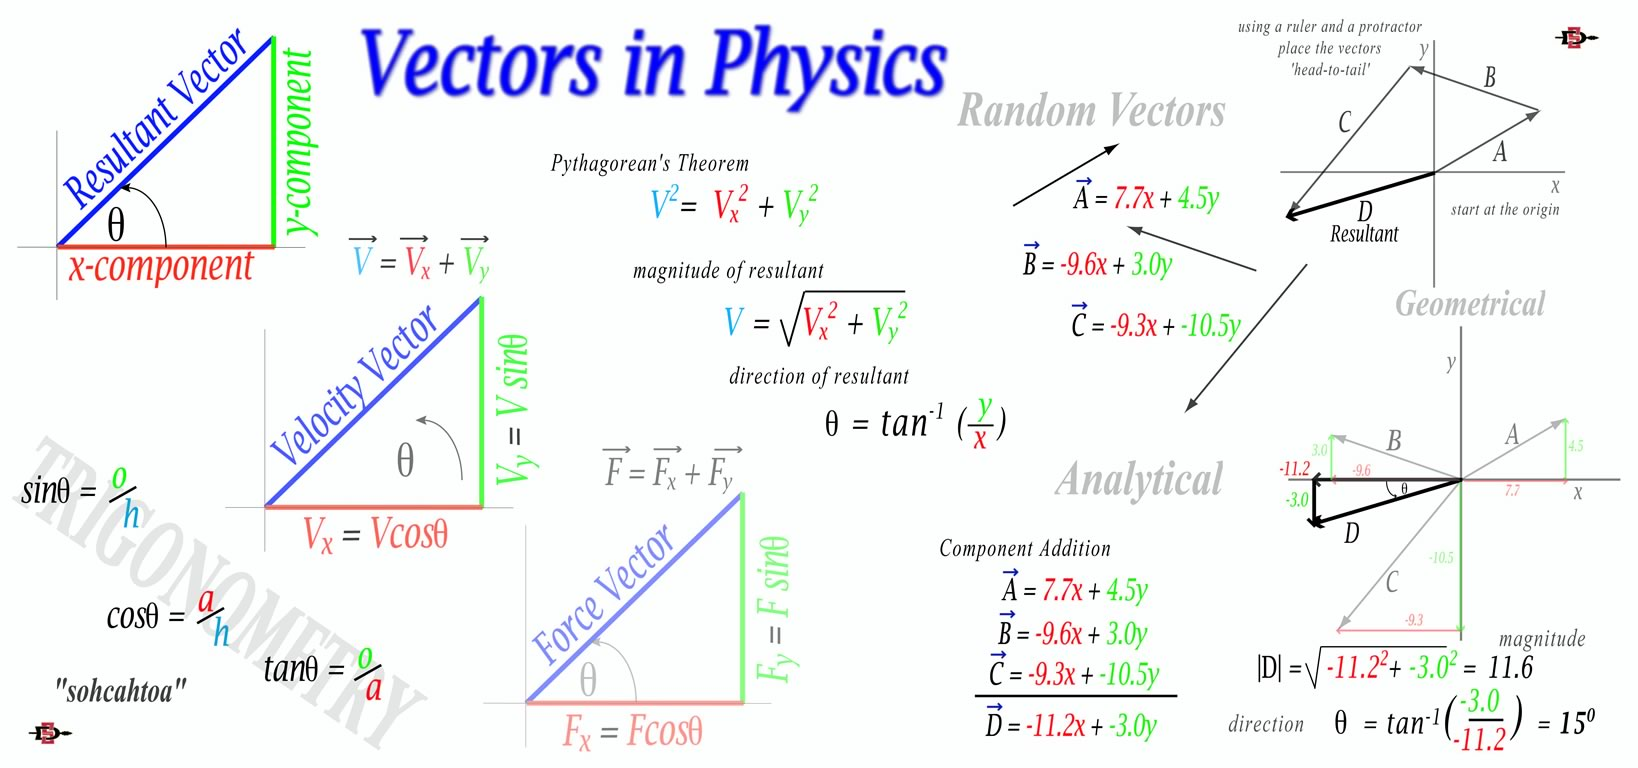 Vectors in Physics
Resultant Vector
y-component
θ
x-component
V = Vx + Vy
Velocity Vector
θ
Vy = V sinθ
Vx = Vcosθ
F = Fx + Fy
Force Vector
θ
Fy = F sinθ
Fx = Fcosθ
TRIGONOMETRY
sinθ = o/h
cosθ = a/h
tanθ = o/a
"sohcahtoa"
Pythagorean's Theorem
V² = Vx² + Vy²
magnitude of resultant
V = √Vx² + Vy²
direction of resultant
θ = tan⁻¹ (y/x)
Random Vectors
A = 7.7x + 4.5y
B = -9.6x + 3.0y
C = -9.3x + -10.5y
using a ruler and a protractor
place the vectors
'head-to-tail'
y
B
C
A
x
D
Resultant
start at the origin
Geometrical
Analytical
Component Addition
A = 7.7x + 4.5y
B = -9.6x + 3.0y
C = -9.3x + -10.5y
D = -11.2x + -3.0y
y
B
A
3.0
4.5
-11.2
-9.6
θ
7.7
x
-3.0
D
-10.5
C
-9.3
magnitude
|D| = √-11.2² + -3.0² = 11.6
direction θ = tan⁻¹(-3.0/-11.2) = 15⁰